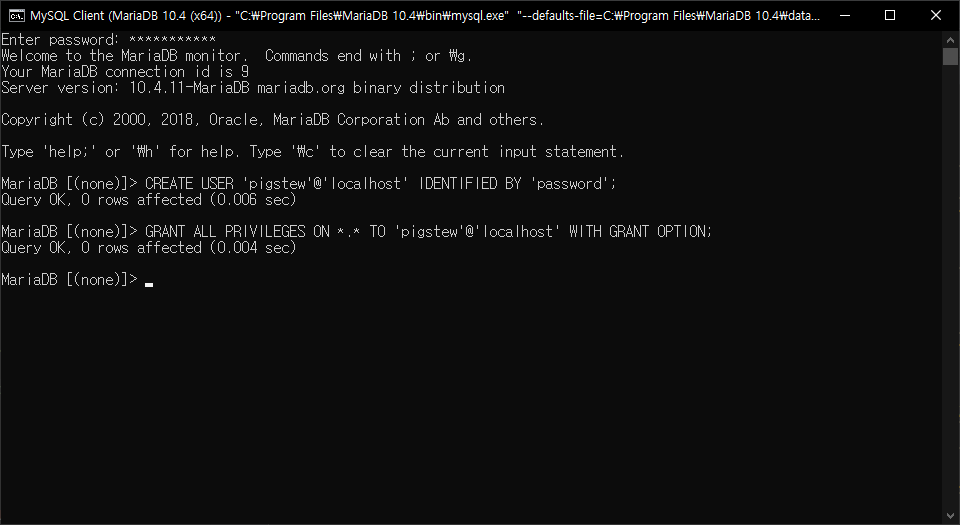 MySQL Client (MariaDB 10.4 (x64)) - "C:₩Program Files₩MariaDB 10.4₩bin₩mysql.exe" "--defaults-file=C:₩Program Files₩MariaDB 10.4₩data...
Enter password: ***********
Welcome to the MariaDB monitor.  Commands end with ; or ₩g.
Your MariaDB connection id is 9
Server version: 10.4.11-MariaDB mariadb.org binary distribution
Copyright (c) 2000, 2018, Oracle, MariaDB Corporation Ab and others.
Type 'help;' or '₩h' for help. Type '₩c' to clear the current input statement.
MariaDB [(none)]> CREATE USER 'pigstew'@'localhost' IDENTIFIED BY 'password';
Query OK, 0 rows affected (0.006 sec)
MariaDB [(none)]> GRANT ALL PRIVILEGES ON *.* TO 'pigstew'@'localhost' WITH GRANT OPTION;
Query OK, 0 rows affected (0.004 sec)
MariaDB [(none)]>